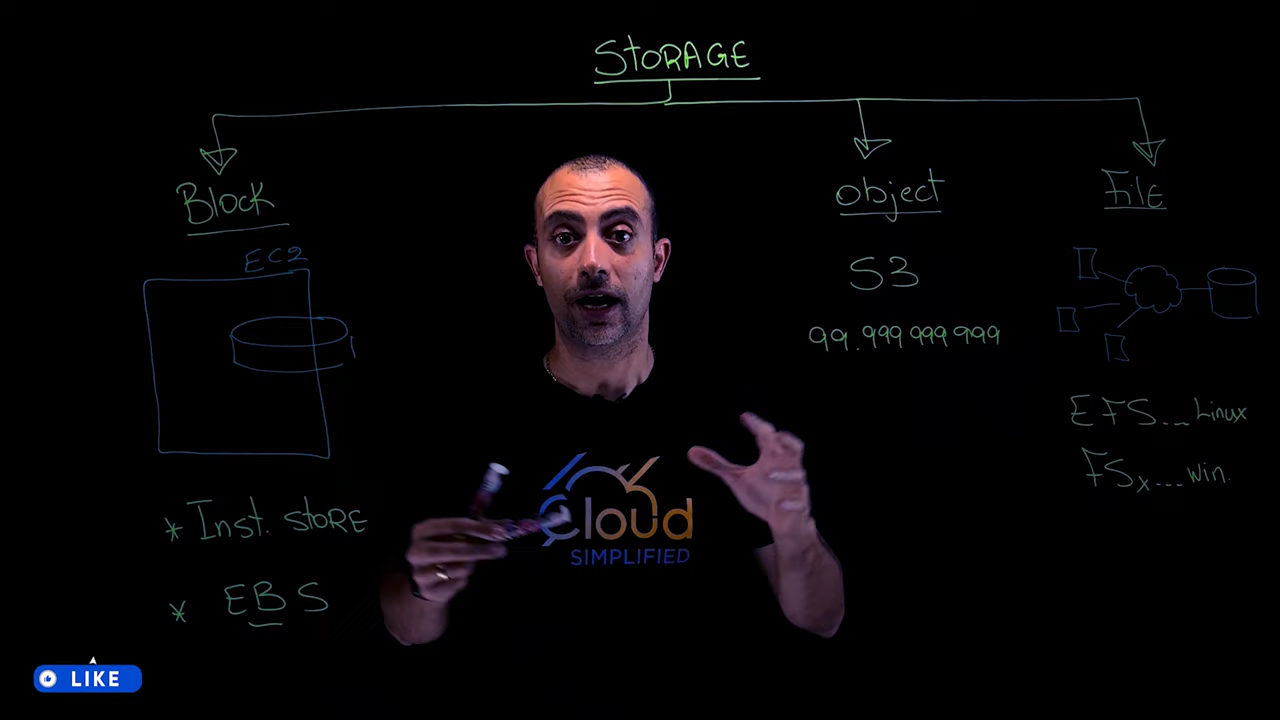 STORAGE
Block
EC2
* Inst. STORE
* EBS
object
S3
99.999999999
File
EFS...Linux
FSx...win.
cloud
SIMPLIFIED
LIKE